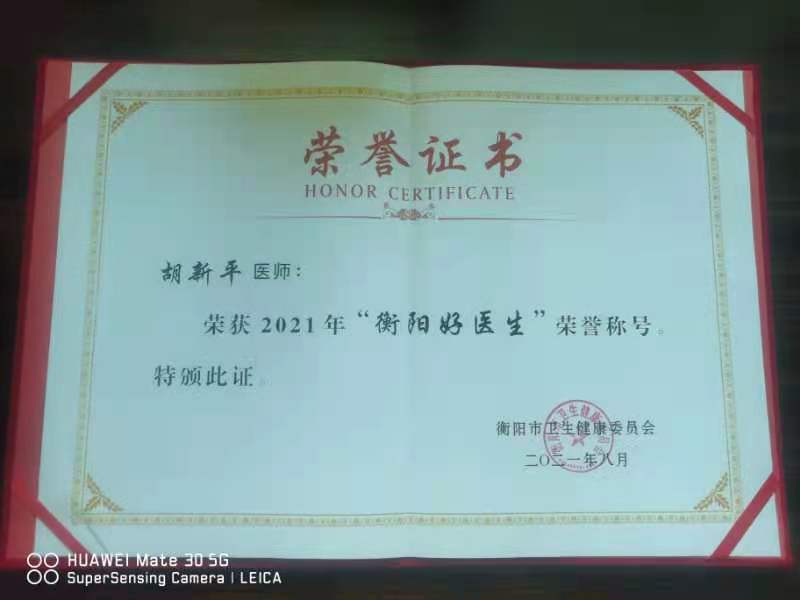 荣誉证书
HONOR CERTIFICATE
胡新平医师：
荣获2021年“衡阳好医生”荣誉称号。
特颁此证。
衡阳市卫生健康委员会
二〇二一年八月
HUAWEI Mate 30 5G
SuperSensing Camera | LEICA